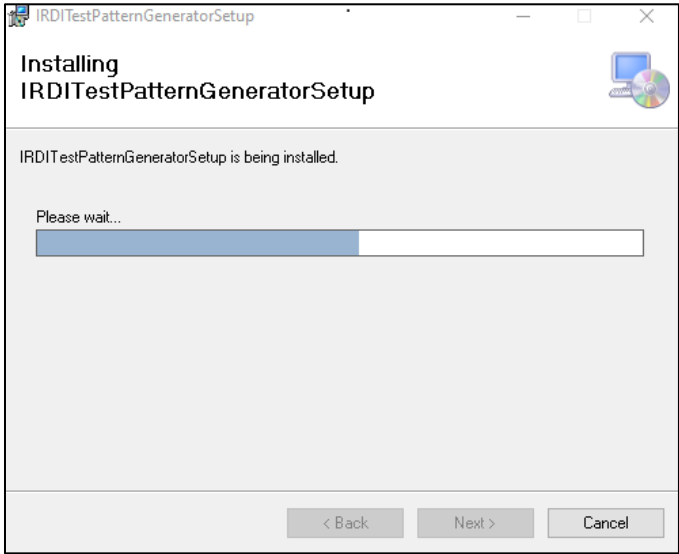 IRDITestPatternGeneratorSetup
Installing
IRDITestPatternGeneratorSetup
IRDITestPatternGeneratorSetup is being installed.
Please wait...
< Back Next > Cancel